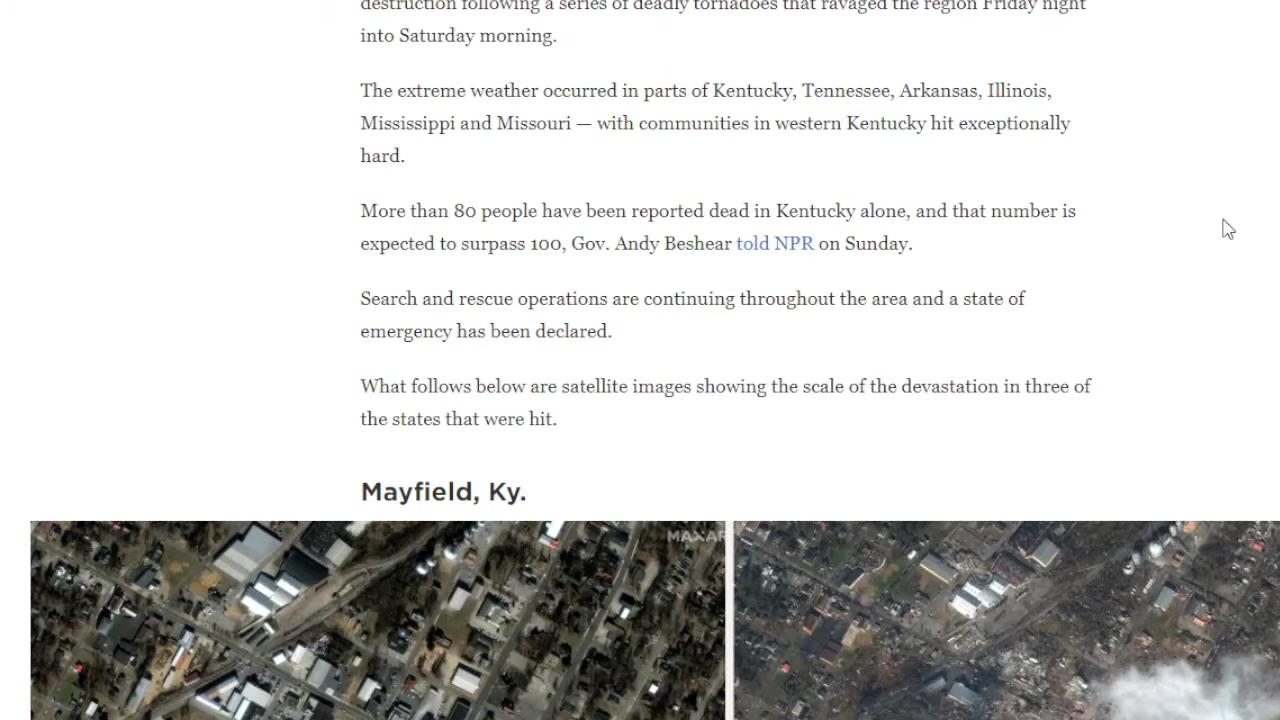 destruction following a series of deadly tornadoes that ravaged the region Friday night
into Saturday morning.
The extreme weather occurred in parts of Kentucky, Tennessee, Arkansas, Illinois,
Mississippi and Missouri — with communities in western Kentucky hit exceptionally
hard.
More than 80 people have been reported dead in Kentucky alone, and that number is
expected to surpass 100, Gov. Andy Beshear told NPR on Sunday.
Search and rescue operations are continuing throughout the area and a state of
emergency has been declared.
What follows below are satellite images showing the scale of the devastation in three of
the states that were hit.
Mayfield, Ky.
MAXAR